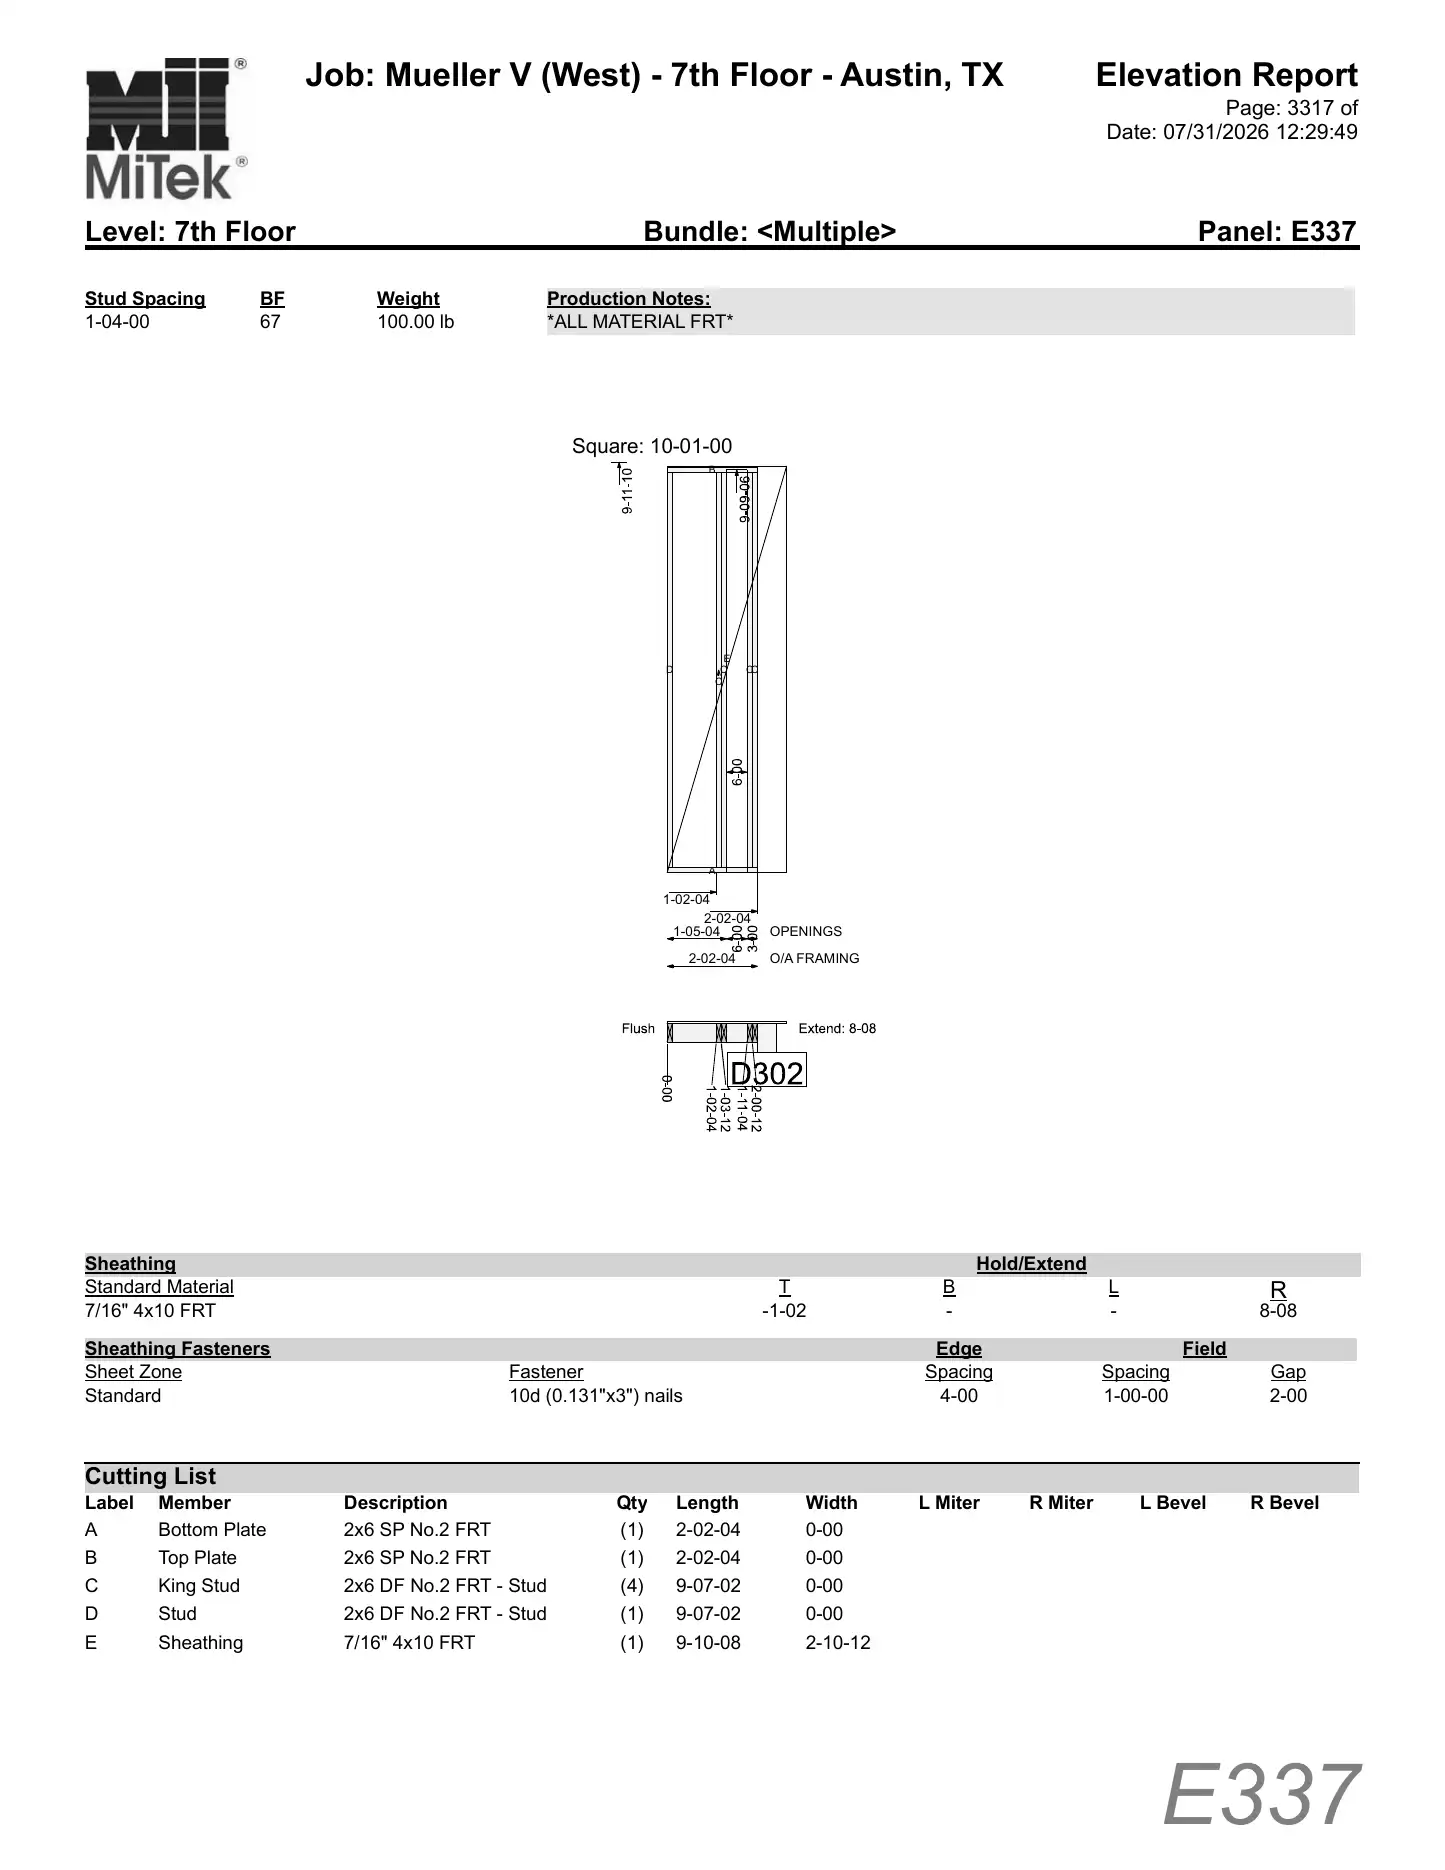 MiTek®
Job: Mueller V (West) - 7th Floor - Austin, TX
Elevation Report
Page: 3317 of
Date: 07/31/2026 12:29:49
Level: 7th Floor Bundle: <Multiple> Panel: E337
Stud Spacing BF Weight Production Notes:
1-04-00 67 100.00 lb *ALL MATERIAL FRT*
Square: 10-01-00
9-11-10
B
9-09-06
E
D C C C
C
6-00
A
1-02-04
2-02-04
1-05-04 6-00 3-00 OPENINGS
2-02-04 O/A FRAMING
Flush Extend: 8-08
D302
0-00 1-02-04 1-03-12 1-11-04 2-00-12
Sheathing Hold/Extend
Standard Material T B L R
7/16" 4x10 FRT -1-02 - - 8-08
Sheathing Fasteners Edge Field
Sheet Zone Fastener Spacing Spacing Gap
Standard 10d (0.131"x3") nails 4-00 1-00-00 2-00
Cutting List
Label Member Description Qty Length Width L Miter R Miter L Bevel R Bevel
A Bottom Plate 2x6 SP No.2 FRT (1) 2-02-04 0-00
B Top Plate 2x6 SP No.2 FRT (1) 2-02-04 0-00
C King Stud 2x6 DF No.2 FRT - Stud (4) 9-07-02 0-00
D Stud 2x6 DF No.2 FRT - Stud (1) 9-07-02 0-00
E Sheathing 7/16" 4x10 FRT (1) 9-10-08 2-10-12
E337